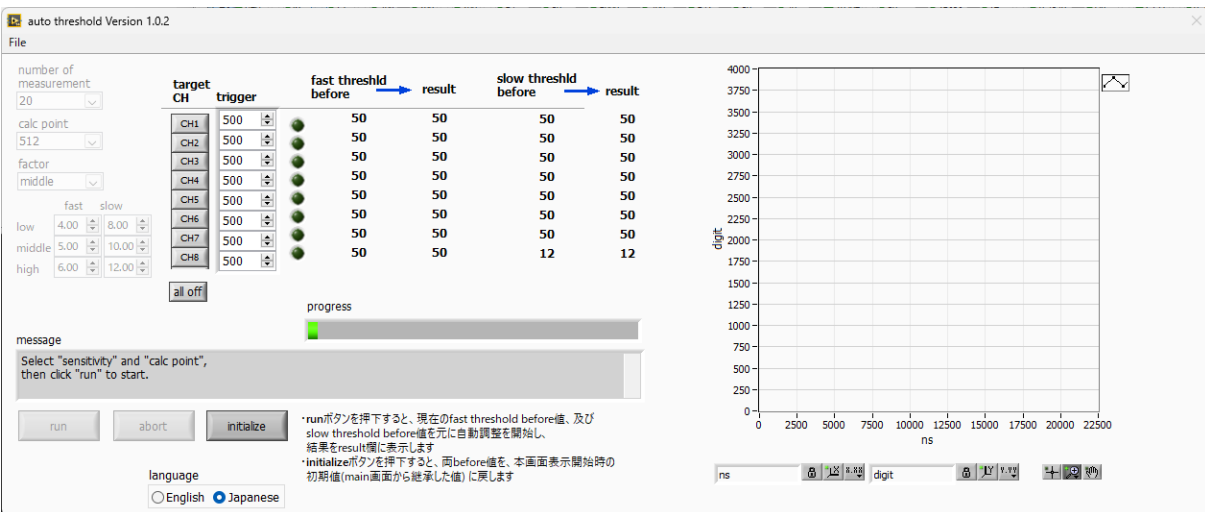 auto threshold Version 1.0.2
File
number of
measurement
20
calc point
512
factor
middle
fast slow
low 4.00 8.00
middle 5.00 10.00
high 6.00 12.00
target
CH trigger
fast threshld
before result
slow threshld
before result
CH1 500 50 50 50 50
CH2 500 50 50 50 50
CH3 500 50 50 50 50
CH4 500 50 50 50 50
CH5 500 50 50 50 50
CH6 500 50 50 50 50
CH7 500 50 50 50 50
CH8 500 50 50 12 12
all off
progress
message
Select "sensitivity" and "calc point",
then click "run" to start.
run abort initialize
・runボタンを押下すると、現在のfast threshold before値、及び
slow threshold before値を元に自動調整を開始し、
結果をresult欄に表示します
・initializeボタンを押下すると、両before値を、本画面表示開始時の
初期値(main画面から継承した値) に戻します
language
English Japanese
4000
3750
3500
3250
3000
2750
2500
2250
2000
1750
1500
1250
1000
750
500
250
0
digit
0 2500 5000 7500 10000 12500 15000 17500 20000 22500
ns
ns X X.XX digit Y Y.YY